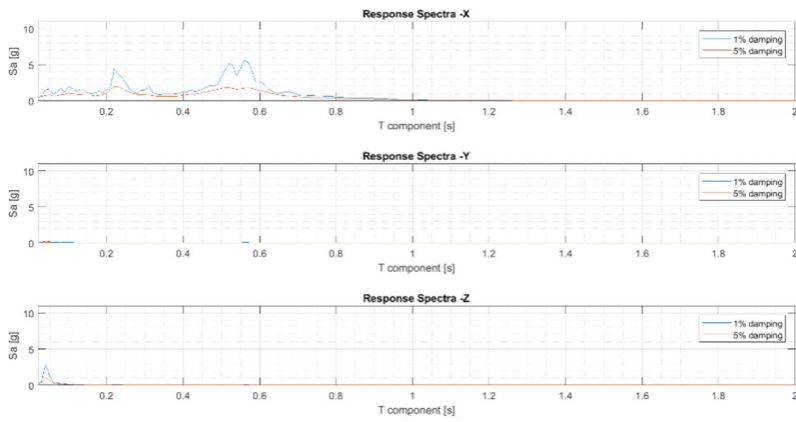 Response Spectra -X
10
5
0
Sa [g]
1% damping
5% damping
0.2 0.4 0.6 0.8 1 1.2 1.4 1.6 1.8 2
T component [s]
Response Spectra -Y
10
5
0
Sa [g]
1% damping
5% damping
0.2 0.4 0.6 0.8 1 1.2 1.4 1.6 1.8 2
T component [s]
Response Spectra -Z
10
5
0
Sa [g]
1% damping
5% damping
0.2 0.4 0.6 0.8 1 1.2 1.4 1.6 1.8 2
T component [s]